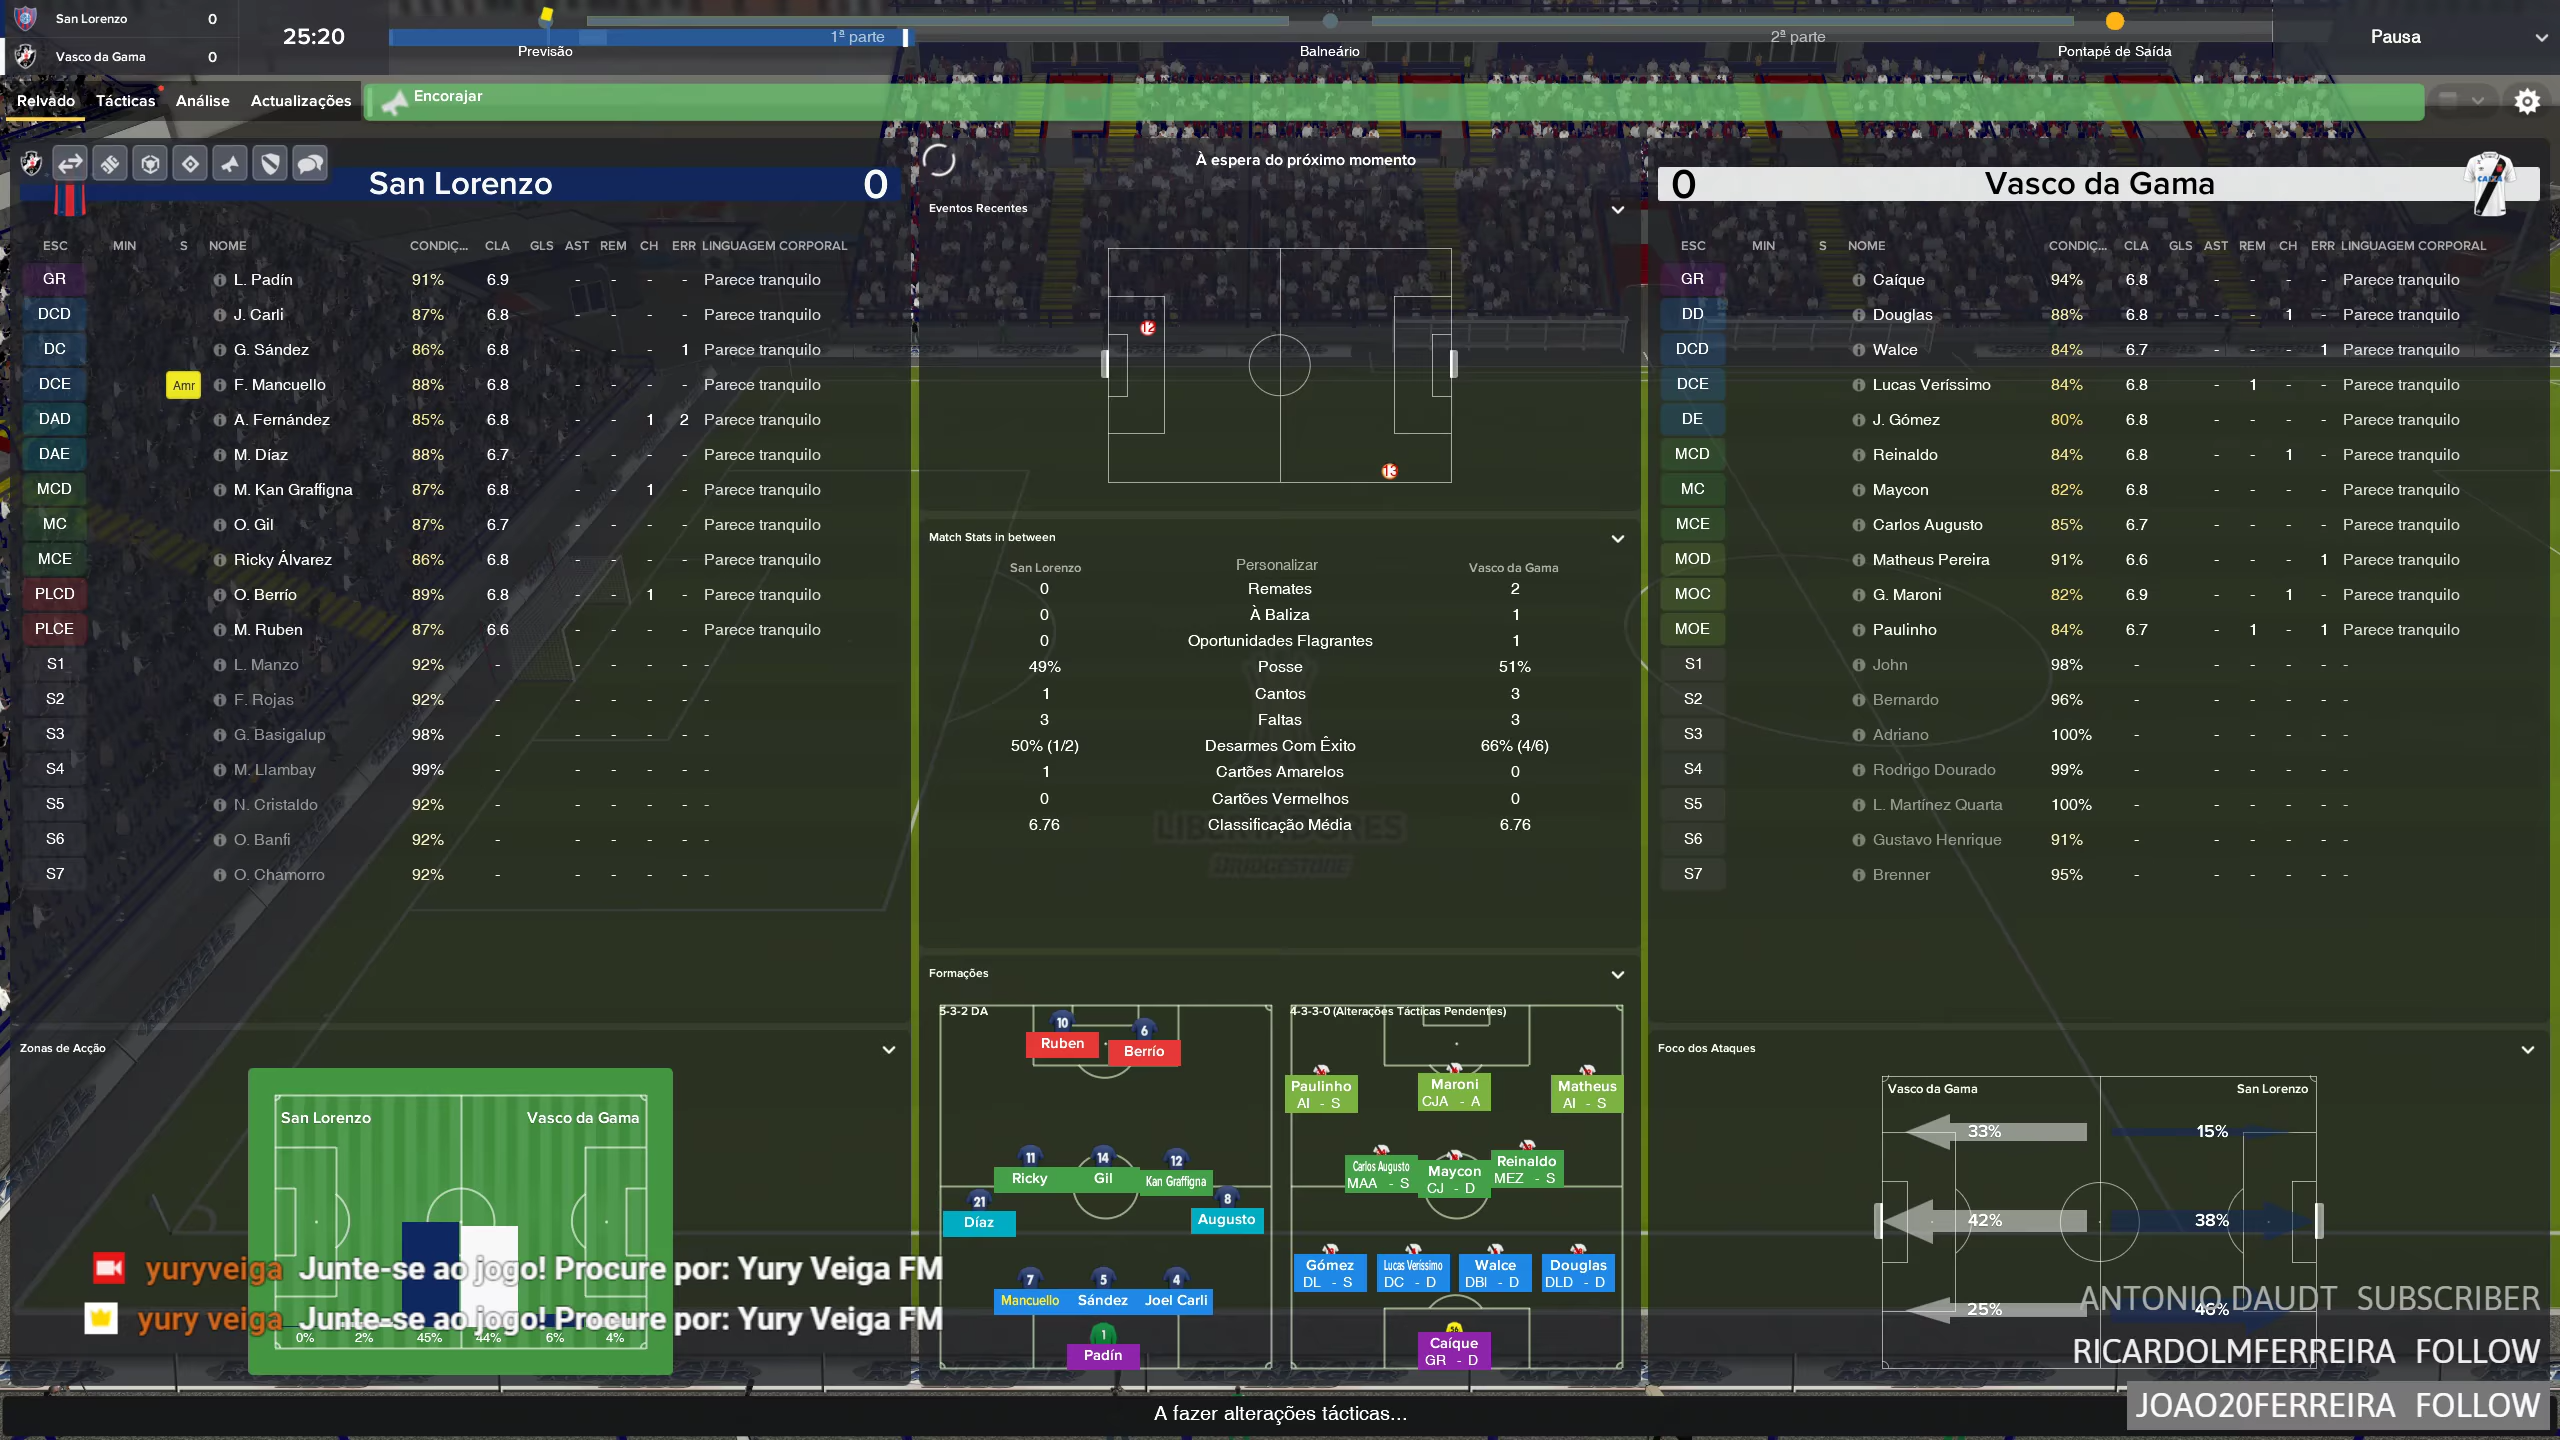 San Lorenzo 0
Vasco da Gama 0
25:20
1ª parte
2ª parte
Previsão
Balneário
Pontapé de Saída
Pausa
Relvado Tácticas Análise Actualizações
Encorajar
San Lorenzo 0
ESC MIN S NOME CONDIÇ... CLA GLS AST REM CH ERR LINGUAGEM CORPORAL
GR L. Padín 91% 6.9 - - - - Parece tranquilo
DCD J. Carli 87% 6.8 - - - - Parece tranquilo
DC G. Sández 86% 6.8 - - - 1 Parece tranquilo
DCE Amr F. Mancuello 88% 6.8 - - - - Parece tranquilo
DAD A. Fernández 85% 6.8 - - 1 2 Parece tranquilo
DAE M. Díaz 88% 6.7 - - - - Parece tranquilo
MCD M. Kan Graffigna 87% 6.8 - - 1 - Parece tranquilo
MC O. Gil 87% 6.7 - - - - Parece tranquilo
MCE Ricky Álvarez 86% 6.8 - - - - Parece tranquilo
PLCD O. Berrío 89% 6.8 - - 1 - Parece tranquilo
PLCE M. Ruben 87% 6.6 - - - - Parece tranquilo
S1 L. Manzo 92% - - - - - -
S2 F. Rojas 92% - - - - - -
S3 G. Basigalup 98% - - - - - -
S4 M. Llambay 99% - - - - - -
S5 N. Cristaldo 92% - - - - - -
S6 O. Banfi 92% - - - - - -
S7 O. Chamorro 92% - - - - - -
À espera do próximo momento
Eventos Recentes
12
13
Match Stats in between
San Lorenzo Personalizar Vasco da Gama
0 Remates 2
0 À Baliza 1
0 Oportunidades Flagrantes 1
49% Posse 51%
1 Cantos 3
3 Faltas 3
50% (1/2) Desarmes Com Êxito 66% (4/6)
1 Cartões Amarelos 0
0 Cartões Vermelhos 0
6.76 Classificação Média 6.76
LIBERTADORES
BRIDGESTONE
0 Vasco da Gama
ESC MIN S NOME CONDIÇ... CLA GLS AST REM CH ERR LINGUAGEM CORPORAL
GR Caíque 94% 6.8 - - - - Parece tranquilo
DD Douglas 88% 6.8 - - 1 - Parece tranquilo
DCD Walce 84% 6.7 - - - 1 Parece tranquilo
DCE Lucas Veríssimo 84% 6.8 - 1 - - Parece tranquilo
DE J. Gómez 80% 6.8 - - - - Parece tranquilo
MCD Reinaldo 84% 6.8 - - 1 - Parece tranquilo
MC Maycon 82% 6.8 - - - - Parece tranquilo
MCE Carlos Augusto 85% 6.7 - - - - Parece tranquilo
MOD Matheus Pereira 91% 6.6 - - - 1 Parece tranquilo
MOC G. Maroni 82% 6.9 - - 1 - Parece tranquilo
MOE Paulinho 84% 6.7 - 1 - 1 Parece tranquilo
S1 John 98% - - - - - -
S2 Bernardo 96% - - - - - -
S3 Adriano 100% - - - - - -
S4 Rodrigo Dourado 99% - - - - - -
S5 L. Martínez Quarta 100% - - - - - -
S6 Gustavo Henrique 91% - - - - - -
S7 Brenner 95% - - - - - -
Zonas de Acção
San Lorenzo Vasco da Gama
0% 2% 45% 44% 6% 4%
yuryveiga Junte-se ao jogo! Procure por: Yury Veiga FM
yury veiga Junte-se ao jogo! Procure por: Yury Veiga FM
Formações
5-3-2 DA
10 Ruben
6 Berrío
11 Ricky
14 Gil
12 Kan Graffigna
21 Díaz
8 Augusto
7 Mancuello
5 Sández
4 Joel Carli
1 Padín
4-3-3-0 (Alterações Tácticas Pendentes)
Paulinho AI - S
Maroni CJA - A
Matheus AI - S
Carlos Augusto MAA - S
Maycon CJ - D
Reinaldo MEZ - S
Gómez DL - S
Lucas Veríssimo DC - D
Walce DBI - D
Douglas DLD - D
Caíque GR - D
Foco dos Ataques
Vasco da Gama San Lorenzo
33% 15%
42% 38%
25% 46%
ANTONIO DAUDT SUBSCRIBER
RICARDOLMFERREIRA FOLLOW
JOAO20FERREIRA FOLLOW
A fazer alterações tácticas...